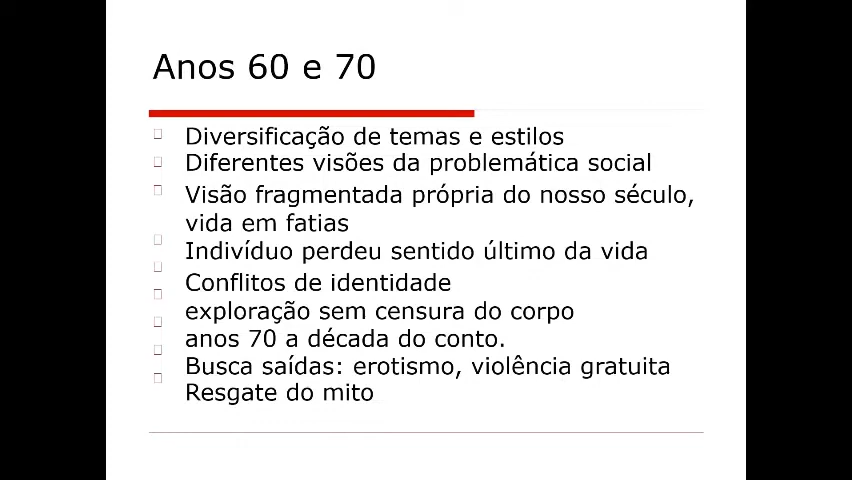 Anos 60 e 70
Diversificação de temas e estilos
Diferentes visões da problemática social
Visão fragmentada própria do nosso século,
vida em fatias
Indivíduo perdeu sentido último da vida
Conflitos de identidade
exploração sem censura do corpo
anos 70 a década do conto.
Busca saídas: erotismo, violência gratuita
Resgate do mito